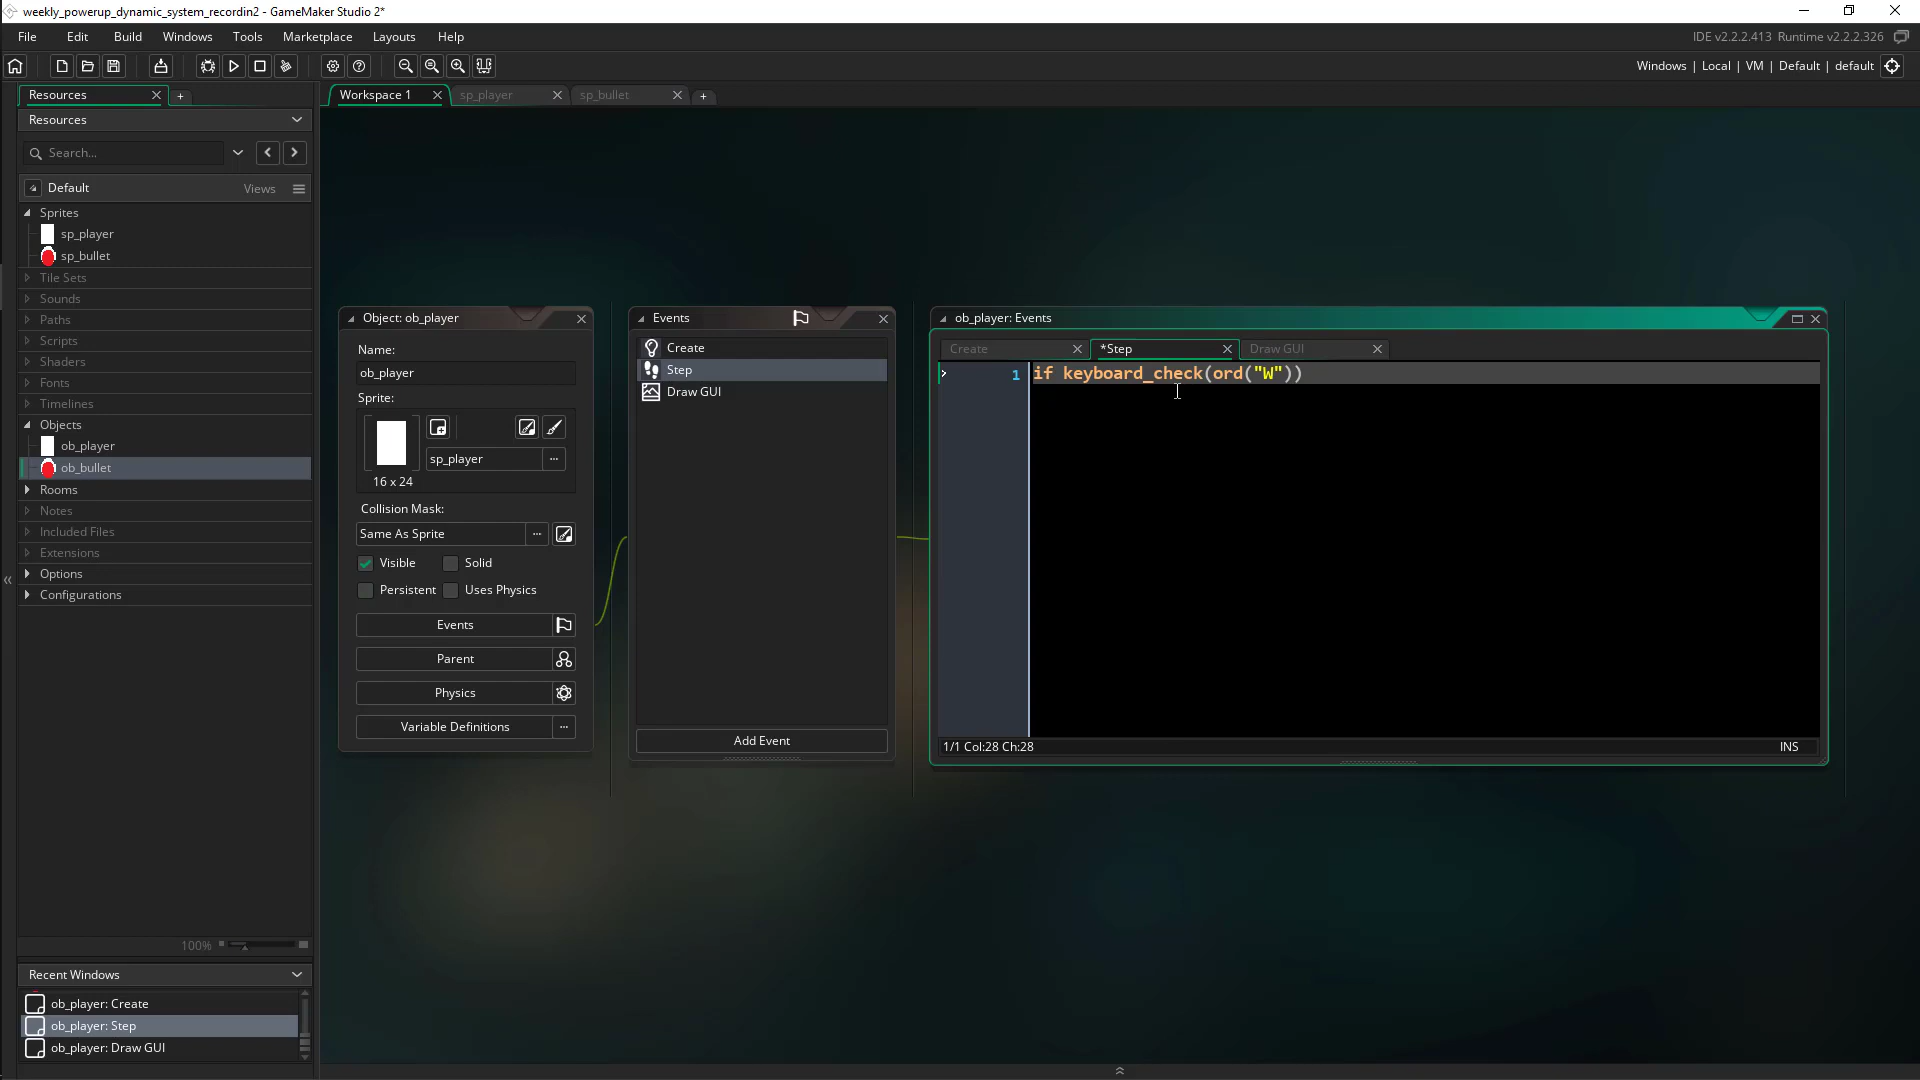 weekly_powerup_dynamic_system_recordin2 - GameMaker Studio 2*
File Edit Build Windows Tools Marketplace Layouts Help
IDE v2.2.2.413 Runtime v2.2.2.326
Windows | Local | VM | Default | default
Resources
Workspace 1
sp_player
sp_bullet
Resources
Search...
Default
Views
Sprites
sp_player
sp_bullet
Tile Sets
Sounds
Paths
Scripts
Shaders
Fonts
Timelines
Objects
ob_player
ob_bullet
Rooms
Notes
Included Files
Extensions
Options
Configurations
100%
Recent Windows
ob_player: Create
ob_player: Step
ob_player: Draw GUI
Object: ob_player
Name:
ob_player
Sprite:
sp_player
16 x 24
Collision Mask:
Same As Sprite
Visible
Solid
Persistent
Uses Physics
Events
Parent
Physics
Variable Definitions
Events
Create
Step
Draw GUI
Add Event
ob_player: Events
Create
*Step
Draw GUI
1 if keyboard_check(ord("W"))
1/1 Col:28 Ch:28
INS